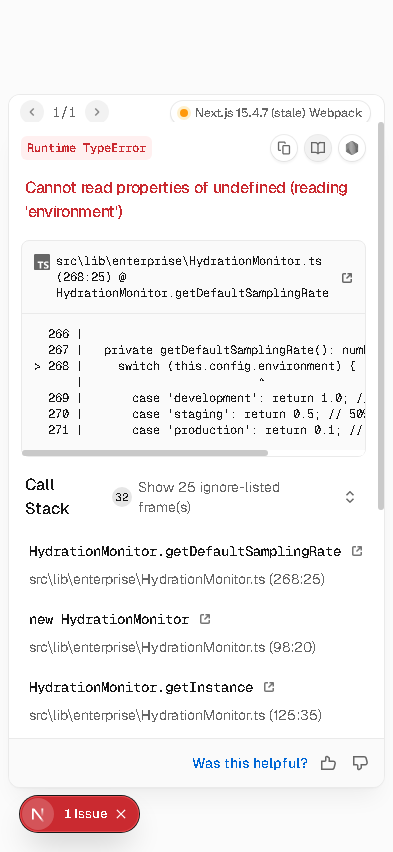 1/1
Next.js 15.4.7 (stale) Webpack
Runtime TypeError
Cannot read properties of undefined (reading
'environment')
TS
src\lib\enterprise\HydrationMonitor.ts
(268:25) @
HydrationMonitor.getDefaultSamplingRate
266 |
267 | private getDefaultSamplingRate(): numb
> 268 | switch (this.config.environment) {
| ^
269 | case 'development': return 1.0; //
270 | case 'staging': return 0.5; // 50%
271 | case 'production': return 0.1; //
Call
Stack
32
Show 25 ignore-listed
frame(s)
HydrationMonitor.getDefaultSamplingRate
src\lib\enterprise\HydrationMonitor.ts (268:25)
new HydrationMonitor
src\lib\enterprise\HydrationMonitor.ts (98:20)
HydrationMonitor.getInstance
src\lib\enterprise\HydrationMonitor.ts (125:35)
Was this helpful?
N
1 Issue